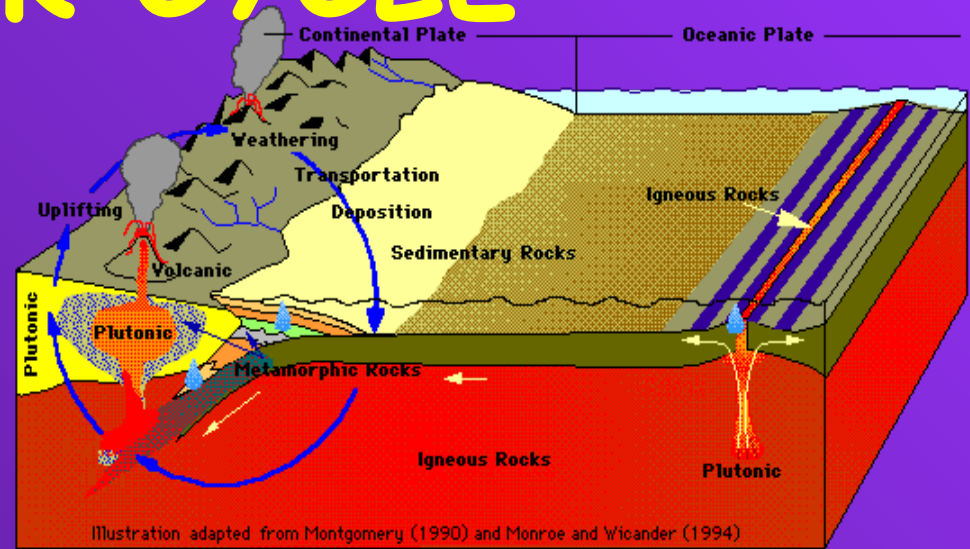 CYCLE
Continental Plate
Oceanic Plate
Weathering
Transportation
Igneous Rocks
Uplifting
Deposition
Sedimentary Rocks
Volcanic
Plutonic
Plutonic
Metamorphic Rocks
Igneous Rocks
Plutonic
Illustration adapted from Montgomery (1990) and Monroe and Wicander (1994)